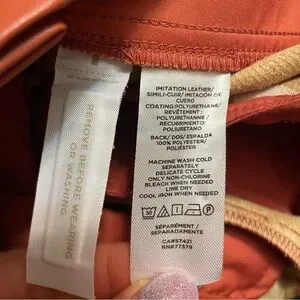 REMOVE BEFORE WEARING
OR WASHING
IMITATION LEATHER/
SIMILI-CUIR/ IMITACIÓN DE
CUERO
COATING:POLYURETHANE/
REVÊTEMENT:
POLYURETHANNE /
RECUBRIMIENTO:
POLIURETANO
BACK/ DOS/ ESPALDA
100% POLYESTER/
POLIÉSTER
MACHINE WASH COLD
SEPARATELY
DELICATE CYCLE
ONLY NON-CHLORINE
BLEACH WHEN NEEDED
LINE DRY
COOL IRON WHEN NEEDED
30
SÉPARÉMENT /
SEPARADAMENTE
CA#57421
RN#77379